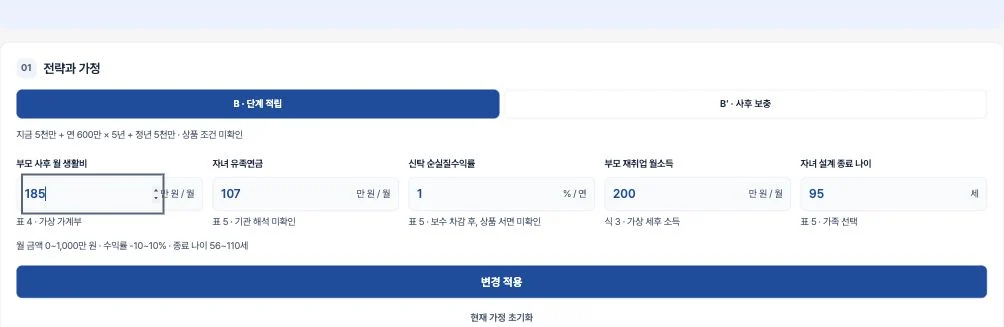 01 전략과 가정
B · 단계 적립 B′ · 사후 보충
지금 5천만 + 연 600만 × 5년 + 정년 5천만 · 상품 조건 미확인
부모 사후 월 생활비 자녀 유족연금 신탁 순실질수익률 부모 재취업 월소득 자녀 설계 종료 나이
185 만 원 / 월 107 만 원 / 월 1 % / 연 200 만 원 / 월 95 세
표 4 · 가상 가계부 표 5 · 기관 해석 미확인 표 5 · 보수 차감 후, 상품 서면 미확인 식 3 · 가상 세후 소득 표 5 · 가족 선택
월 금액 0~1,000만 원 · 수익률 -10~10% · 종료 나이 56~110세
변경 적용
현재 가정 초기화